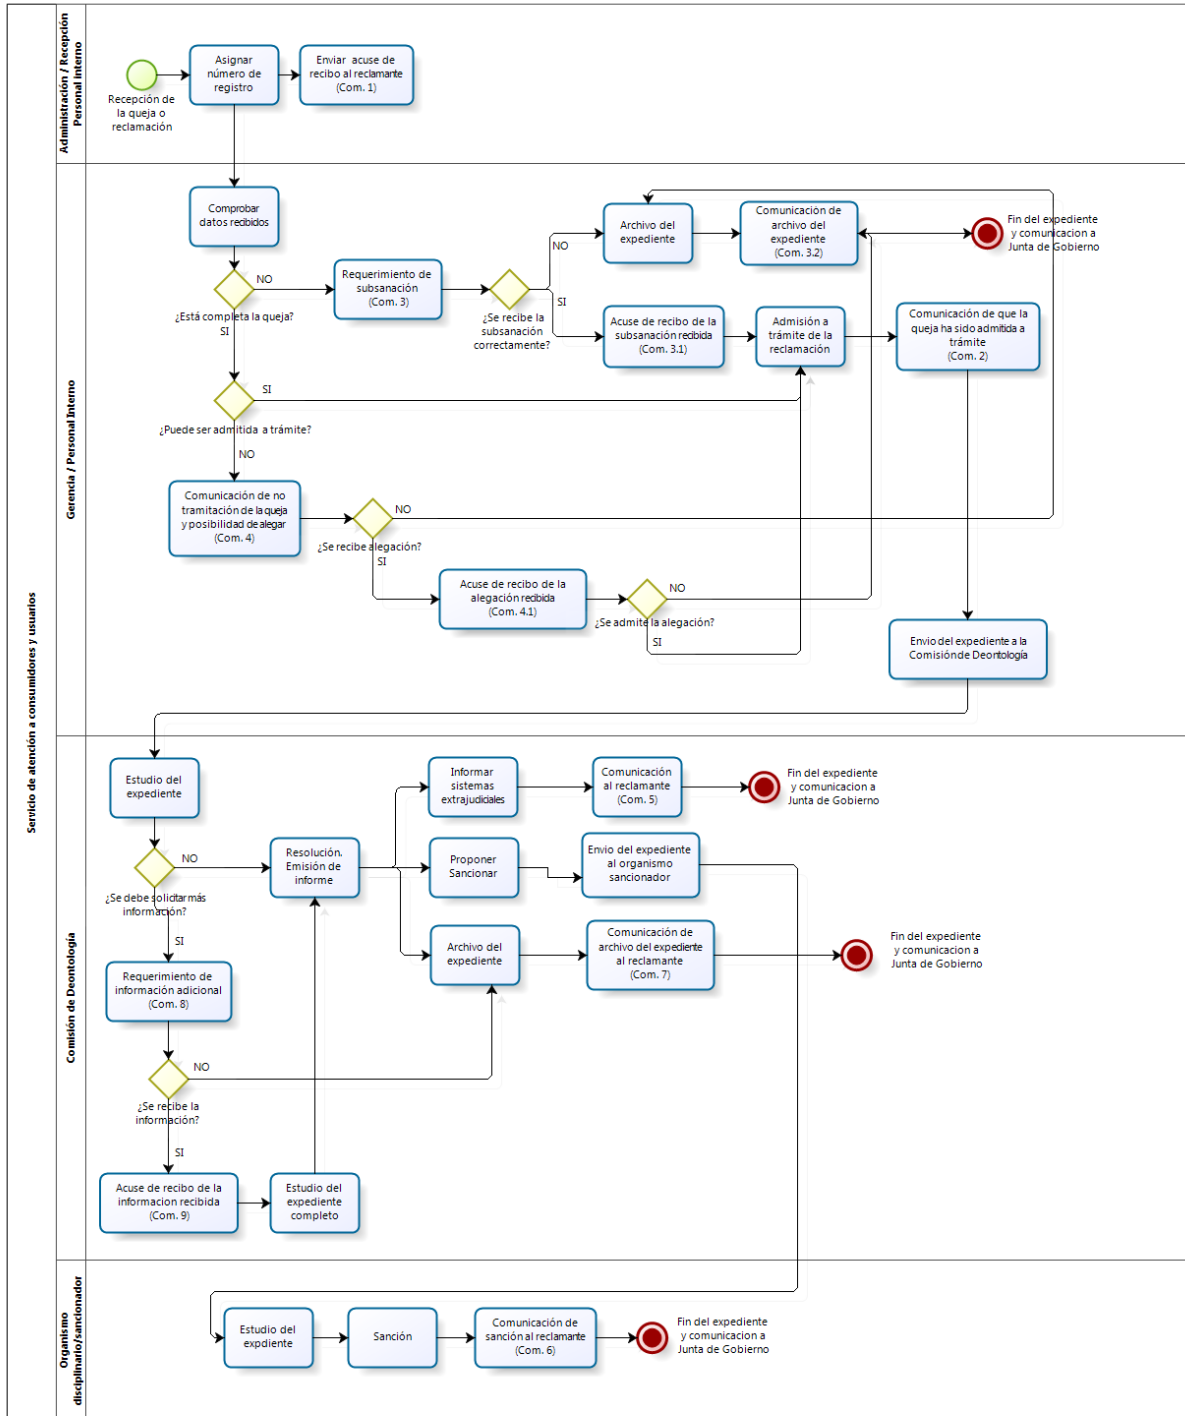 Servicio de atención a consumidores y usuarios
Administración / Recepción
Personal interno
Recepción de
la queja o
reclamación
Asignar
número de
registro
Enviar acuse de
recibo al reclamante
(Com. 1)
Gerencia / Personal Interno
Comprobar
datos recibidos
¿Está completa la queja?
NO
SI
Requerimiento de
subsanación
(Com. 3)
¿Se recibe la
subsanación
correctamente?
NO
SI
Archivo del
expediente
Comunicación de
archivo del
expediente
(Com. 3.2)
Fin del expediente
y comunicacion a
Junta de Gobierno
Acuse de recibo de la
subsanación recibida
(Com. 3.1)
Admisión a
trámite de la
reclamación
Comunicación de que la
queja ha sido admitida a
trámite
(Com. 2)
¿Puede ser admitida a trámite?
SI
NO
Comunicación de no
tramitación de la queja
y posibilidad de alegar
(Com. 4)
¿Se recibe alegación?
NO
SI
Acuse de recibo de la
alegación recibida
(Com. 4.1)
¿Se admite la alegación?
NO
SI
Envio del expediente a la
Comisión de Deontología
Comisión de Deontología
Estudio del
expediente
¿Se debe solicitar más
información?
NO
SI
Resolución.
Emisión de
informe
Informar
sistemas
extrajudiciales
Comunicación
al reclamante
(Com. 5)
Fin del expediente
y comunicacion a
Junta de Gobierno
Proponer
Sancionar
Envio del expediente
al organismo
sancionador
Archivo del
expediente
Comunicación de
archivo del expediente
al reclamante
(Com. 7)
Fin del expediente
y comunicacion a
Junta de Gobierno
Requerimiento de
información adicional
(Com. 8)
¿Se recibe la
información?
NO
SI
Acuse de recibo de la
informacion recibida
(Com. 9)
Estudio del
expediente
completo
Organismo
disciplinario/sancionador
Estudio del
expdiente
Sanción
Comunicación de
sanción al reclamante
(Com. 6)
Fin del expediente
y comunicacion a
Junta de Gobierno